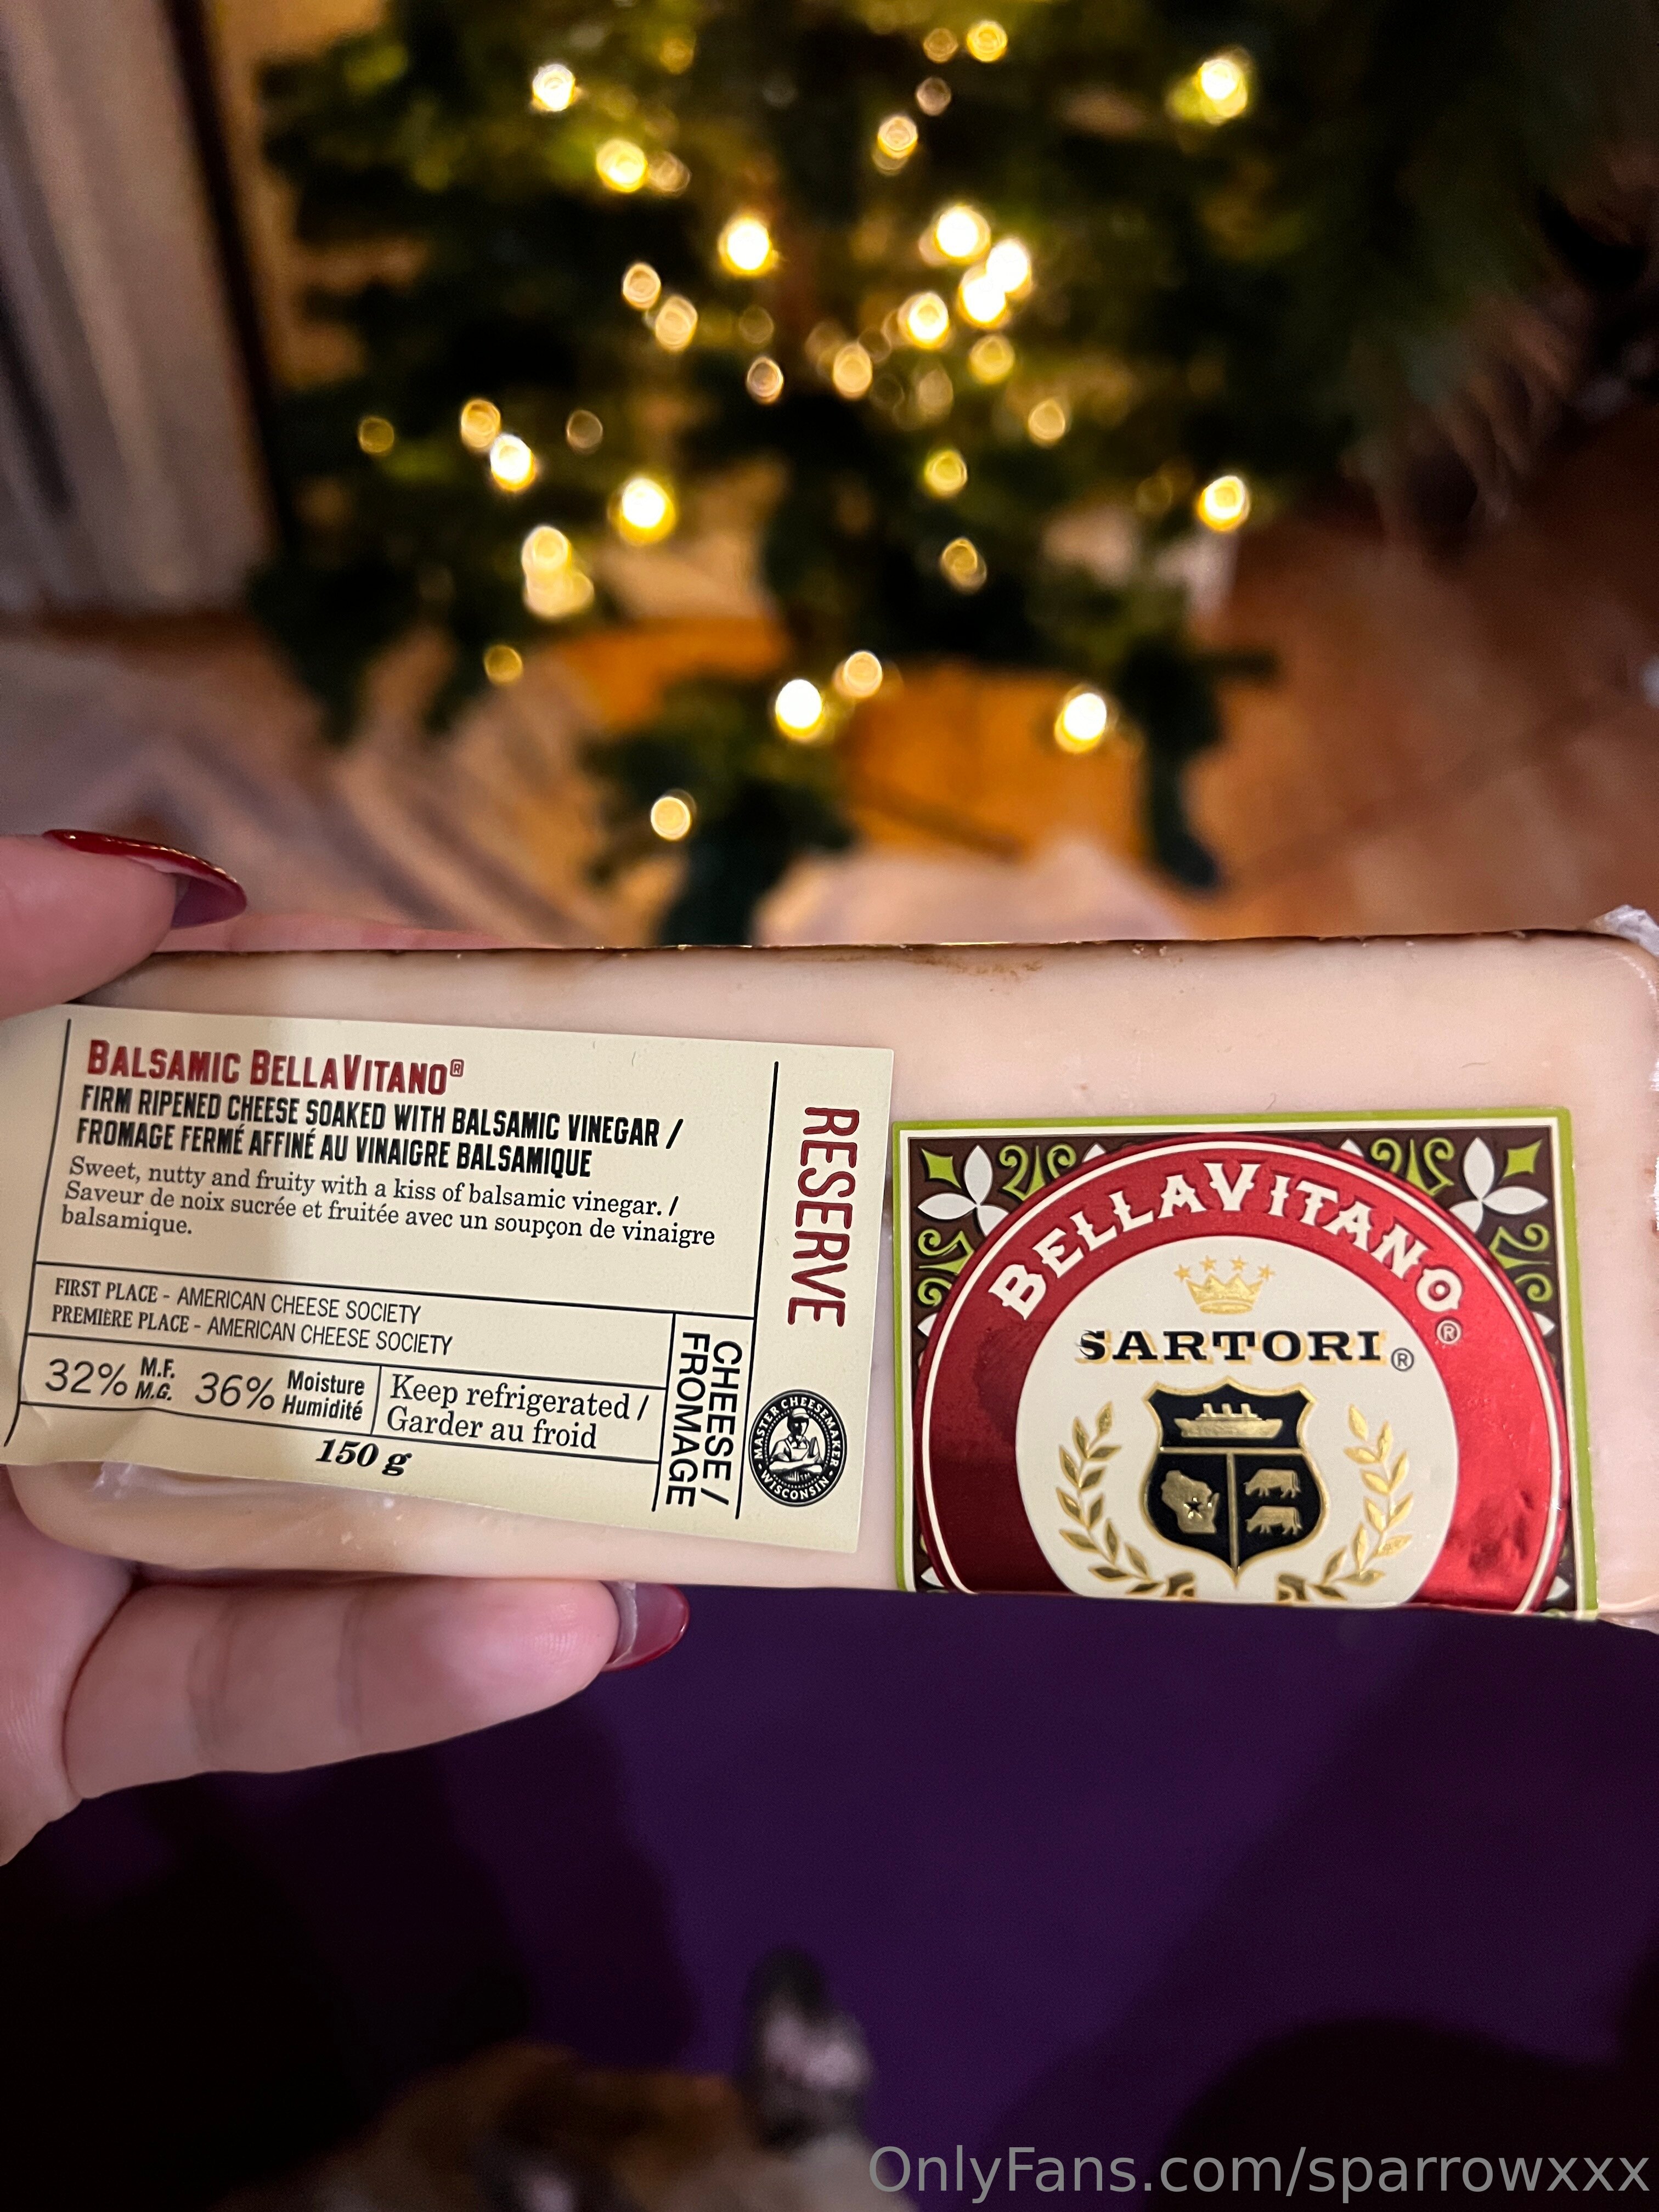 BALSAMIC BELLAVITANO®
FIRM RIPENED CHEESE SOAKED WITH BALSAMIC VINEGAR /
FROMAGE FERMÉ AFFINÉ AU VINAIGRE BALSAMIQUE
Sweet, nutty and fruity with a kiss of balsamic vinegar. /
Saveur de noix sucrée et fruitée avec un soupçon de vinaigre
balsamique.
FIRST PLACE - AMERICAN CHEESE SOCIETY
PREMIÈRE PLACE - AMERICAN CHEESE SOCIETY
32% M.F.
M.G.
36% Moisture
Humidité
Keep refrigerated /
Garder au froid
150 g
CHEESE /
FROMAGE
RESERVE
MASTER CHEESEMAKER
WISCONSIN
BELLAVITANO®
SARTORI®
OnlyFans.com/sparrowxxx